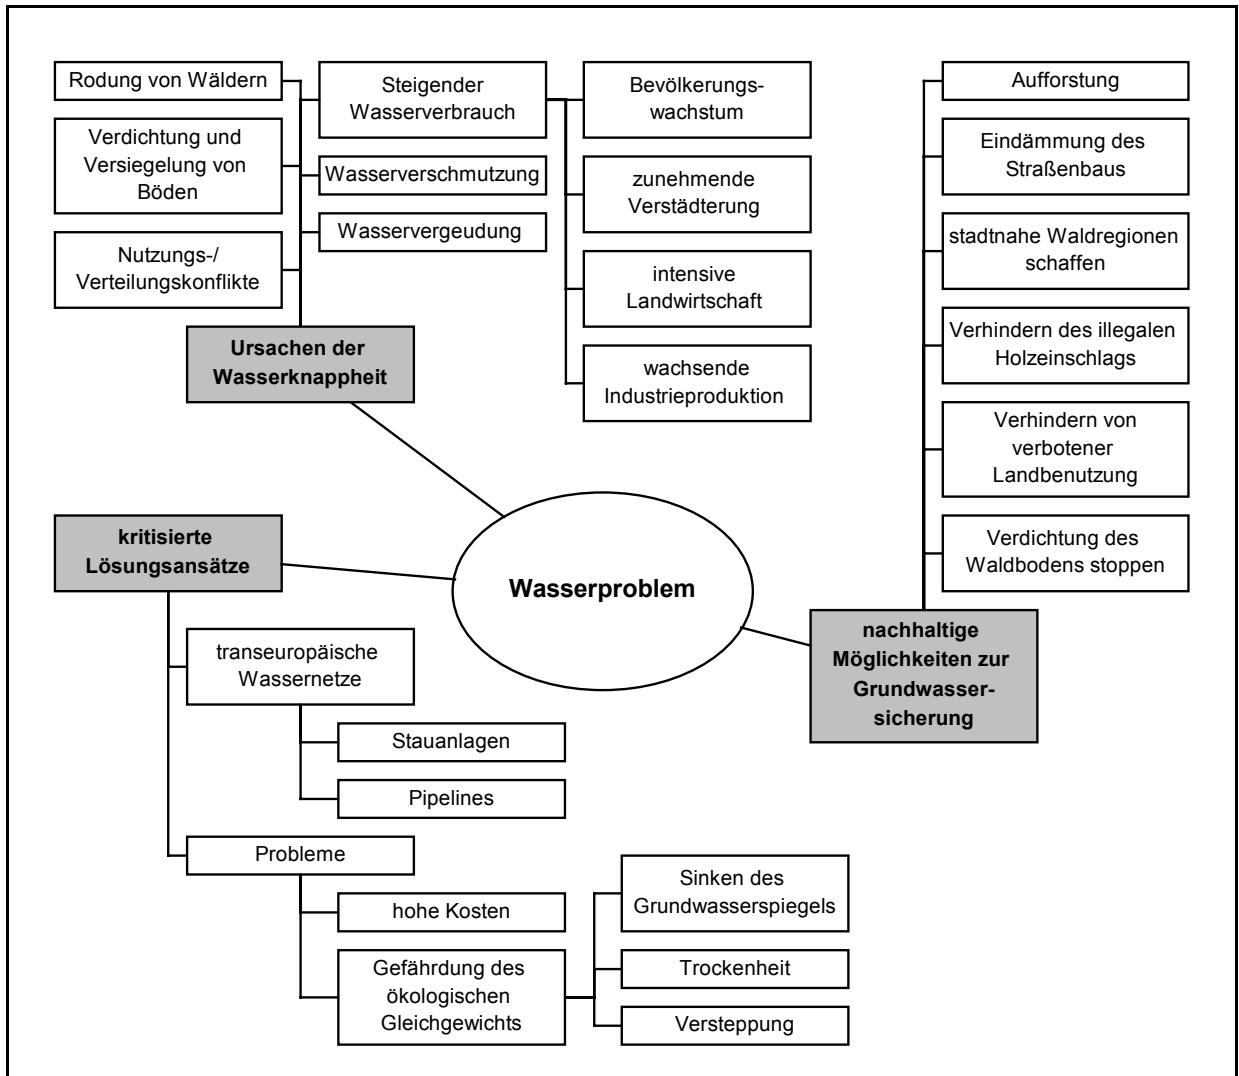 Rodung von Wäldern
Verdichtung und
Versiegelung von
Böden
Nutzungs-/
Verteilungskonflikte
Steigender
Wasserverbrauch
Wasserverschmutzung
Wasservergeudung
Bevölkerungs-
wachstum
zunehmende
Verstädterung
intensive
Landwirtschaft
wachsende
Industrieproduktion
Ursachen der
Wasserknappheit
Aufforstung
Eindämmung des
Straßenbaus
stadtnahe Waldregionen
schaffen
Verhindern des illegalen
Holzeinschlags
Verhindern von
verbotener
Landbenutzung
Verdichtung des
Waldbodens stoppen
nachhaltige
Möglichkeiten zur
Grundwasser-
sicherung
Wasserproblem
kritisierte
Lösungsansätze
transeuropäische
Wassernetze
Stauanlagen
Pipelines
Probleme
hohe Kosten
Gefährdung des
ökologischen
Gleichgewichts
Sinken des
Grundwasserspiegels
Trockenheit
Versteppung